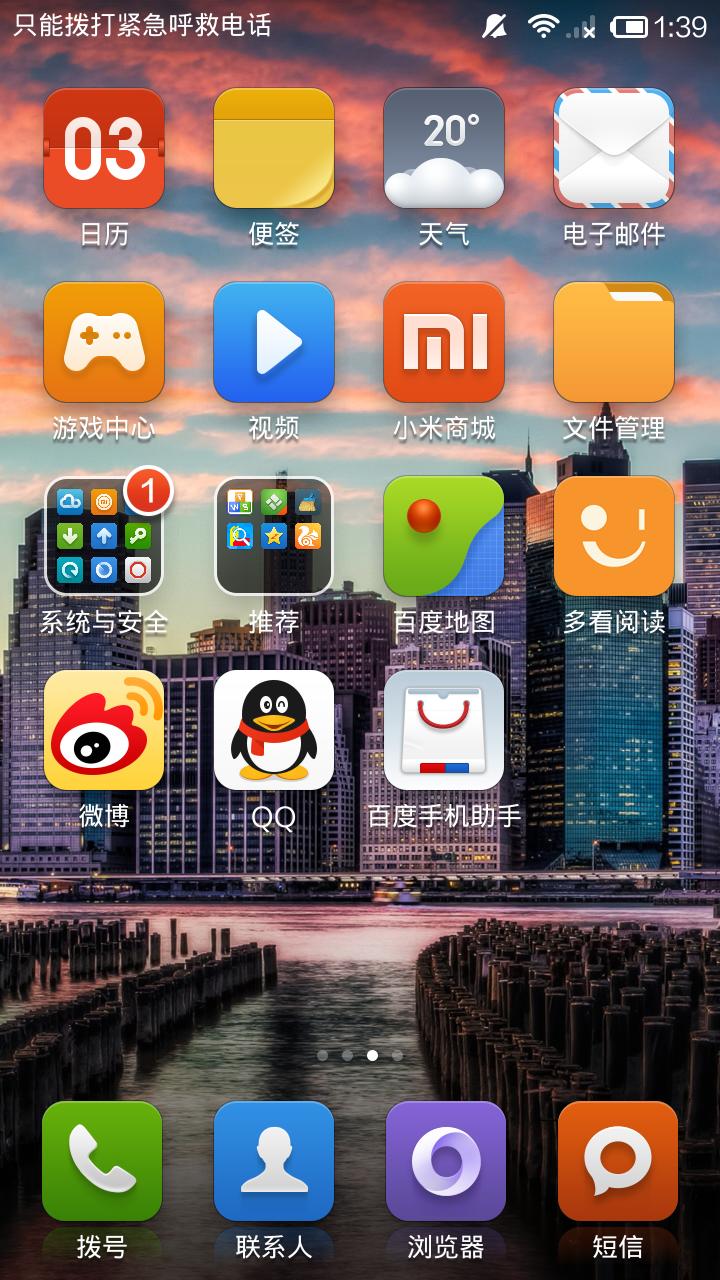 只能拨打紧急呼救电话 1:39
03 20°
日历 便签 天气 电子邮件
游戏中心 视频 小米商城 文件管理
1
系统与安全 推荐 百度地图 多看阅读
微博 QQ 百度手机助手
拨号 联系人 浏览器 短信